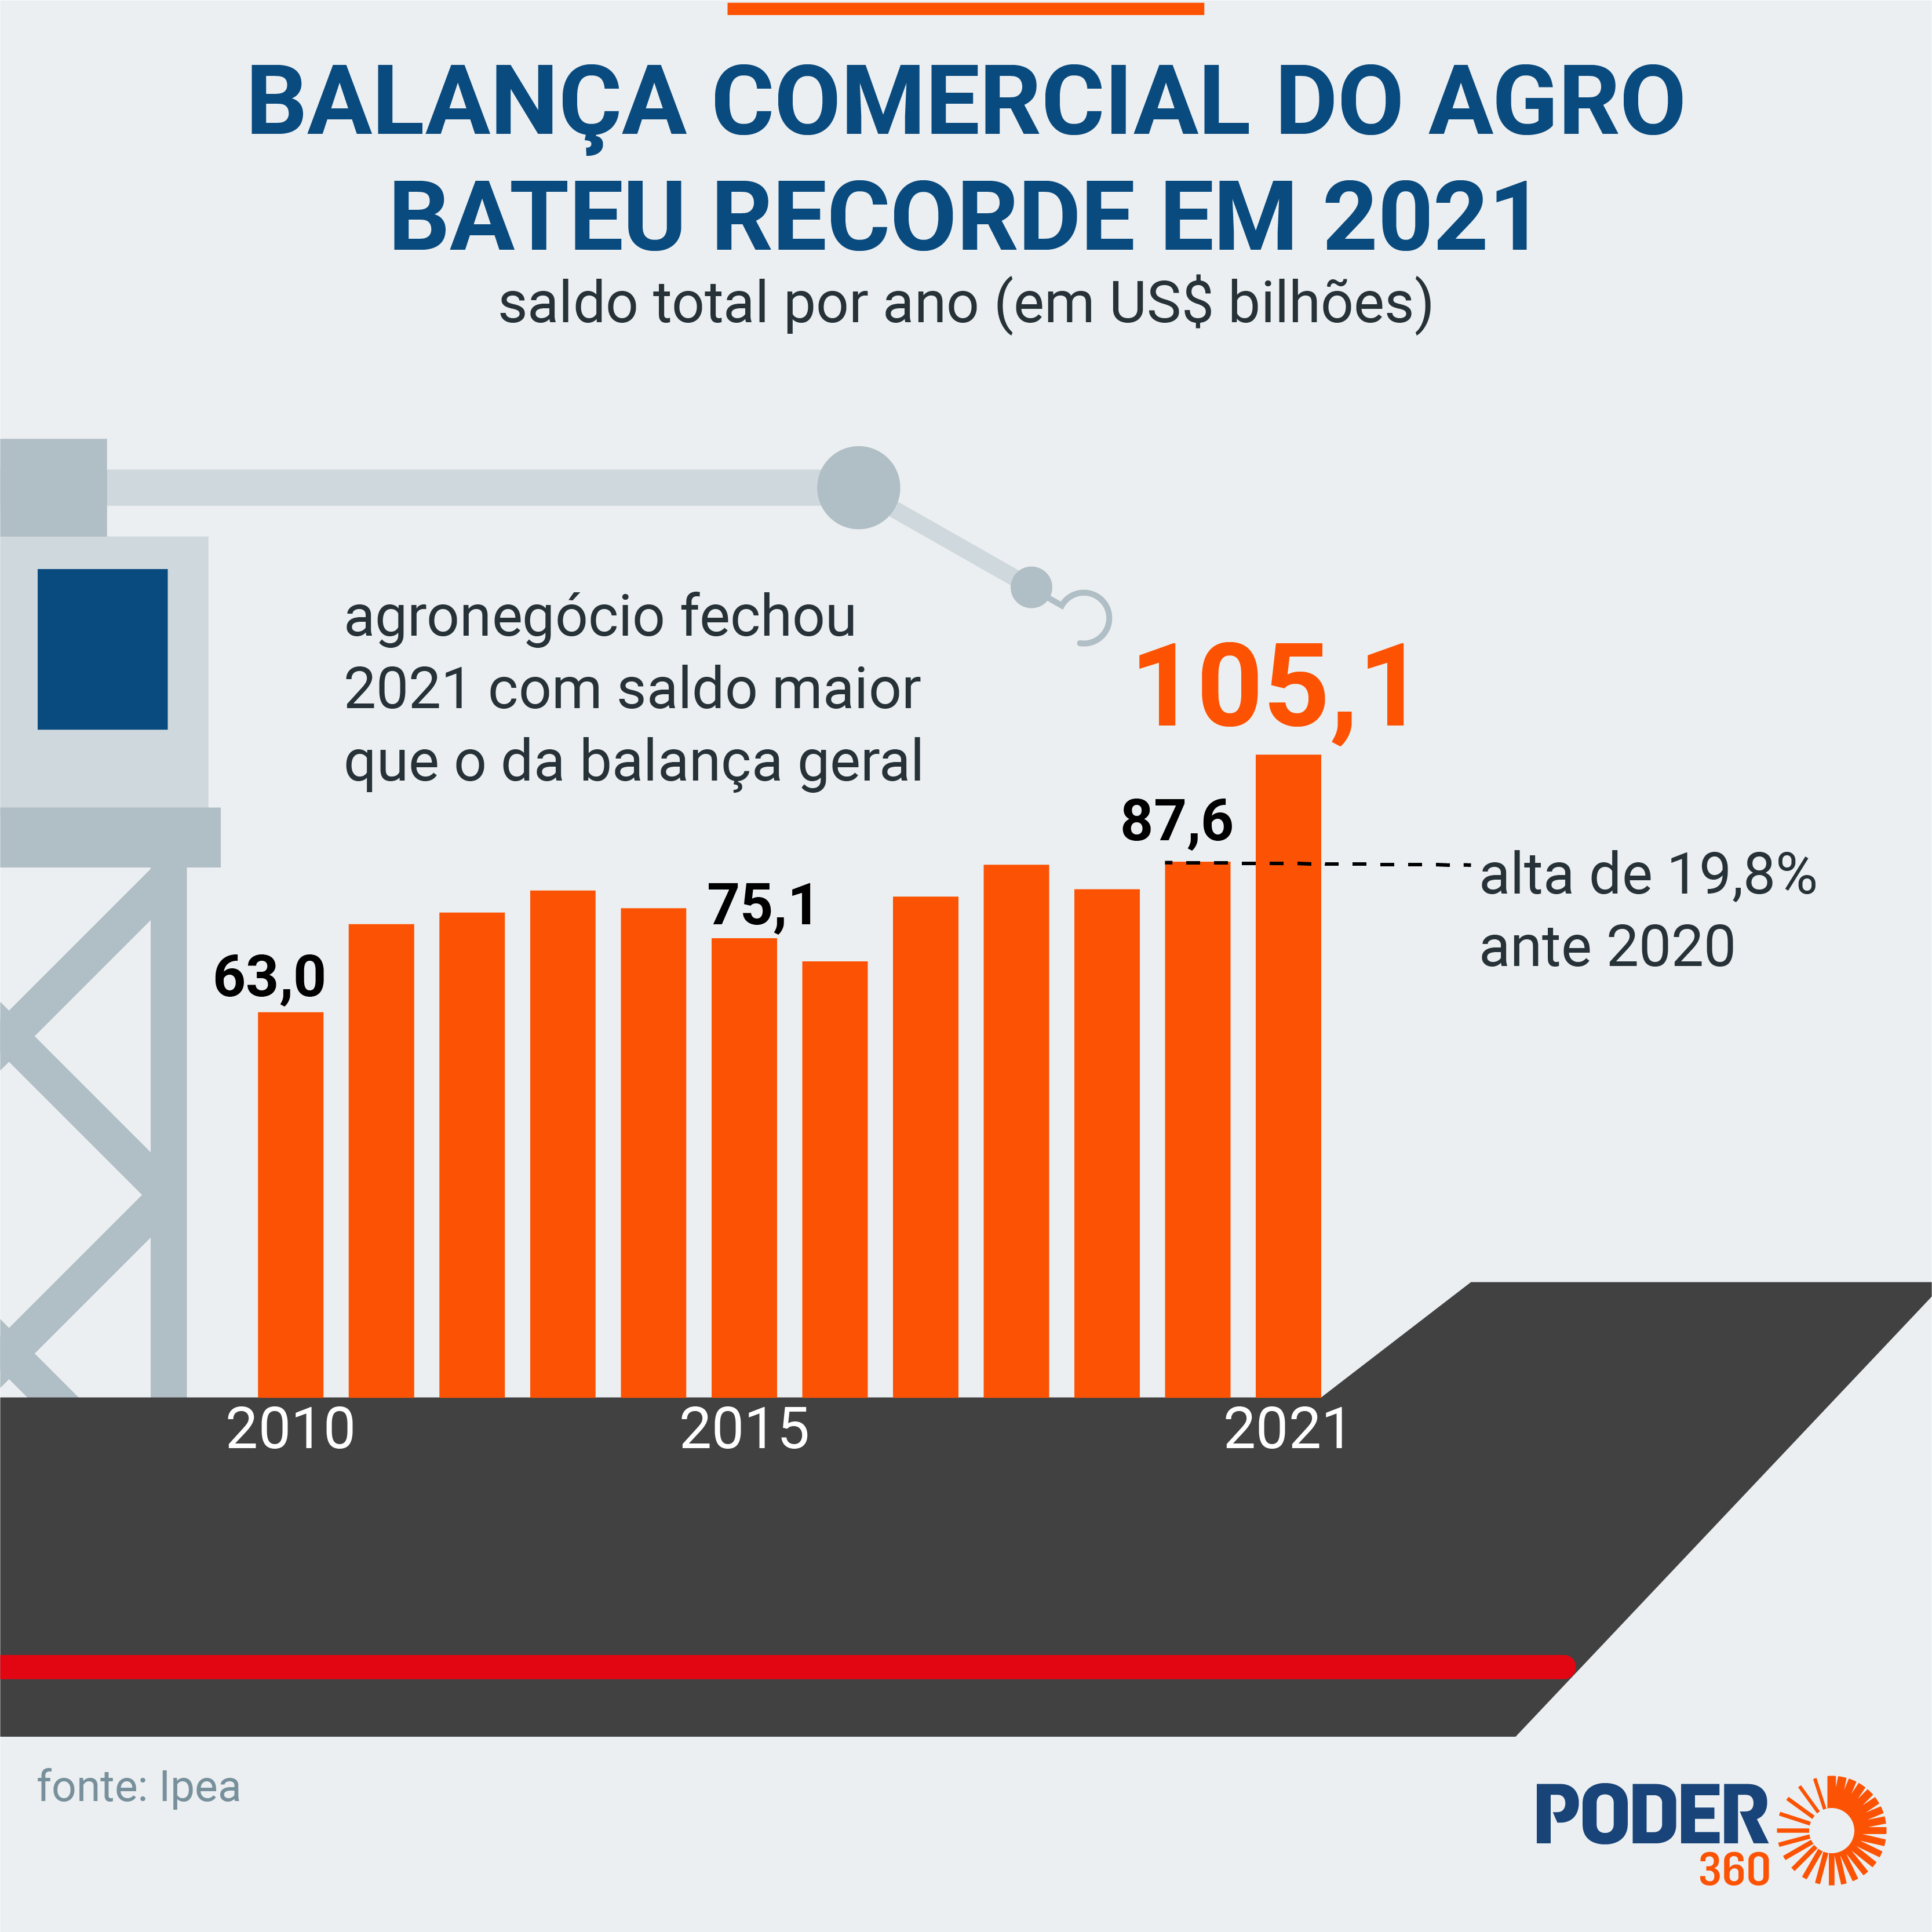 BALANÇA COMERCIAL DO AGRO
BATEU RECORDE EM 2021
saldo total por ano (em US$ bilhões)
agronegócio fechou
2021 com saldo maior
que o da balança geral
105,1
87,6
75,1
63,0
alta de 19,8%
ante 2020
2010
2015
2021
fonte: Ipea
PODER
360